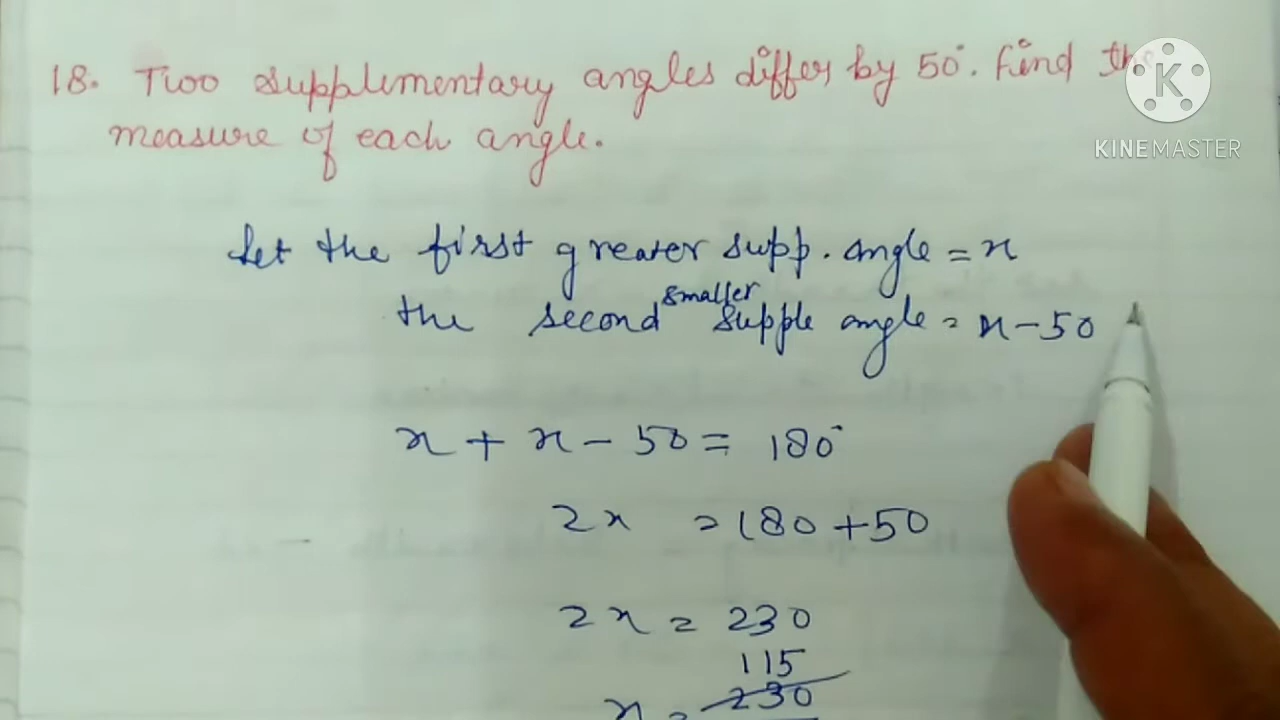 18. Two supplementary angles differ by 50°. Find the
measure of each angle.
K
KINEMASTER
Let the first greater supp. angle = x
the second smaller supple angle = x - 50
x + x - 50 = 180°
2x = 180 + 50
2x = 230
115
x = 230